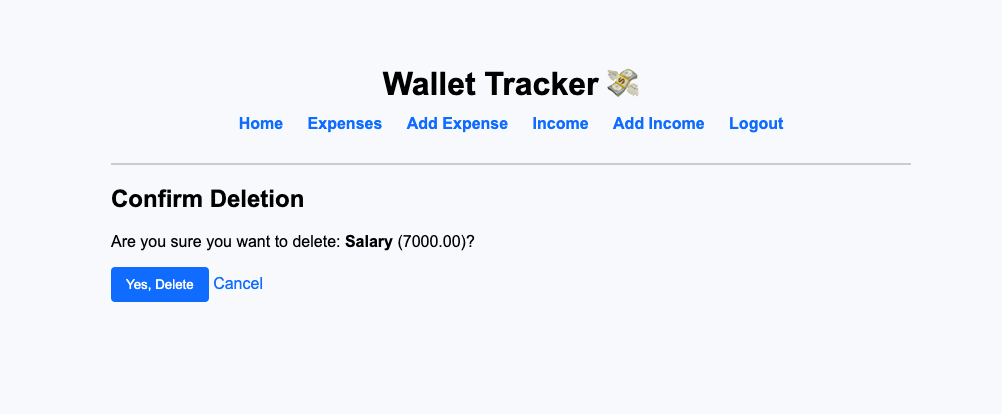 Wallet Tracker 💸
Home Expenses Add Expense Income Add Income Logout
Confirm Deletion
Are you sure you want to delete: Salary (7000.00)?
Yes, Delete Cancel